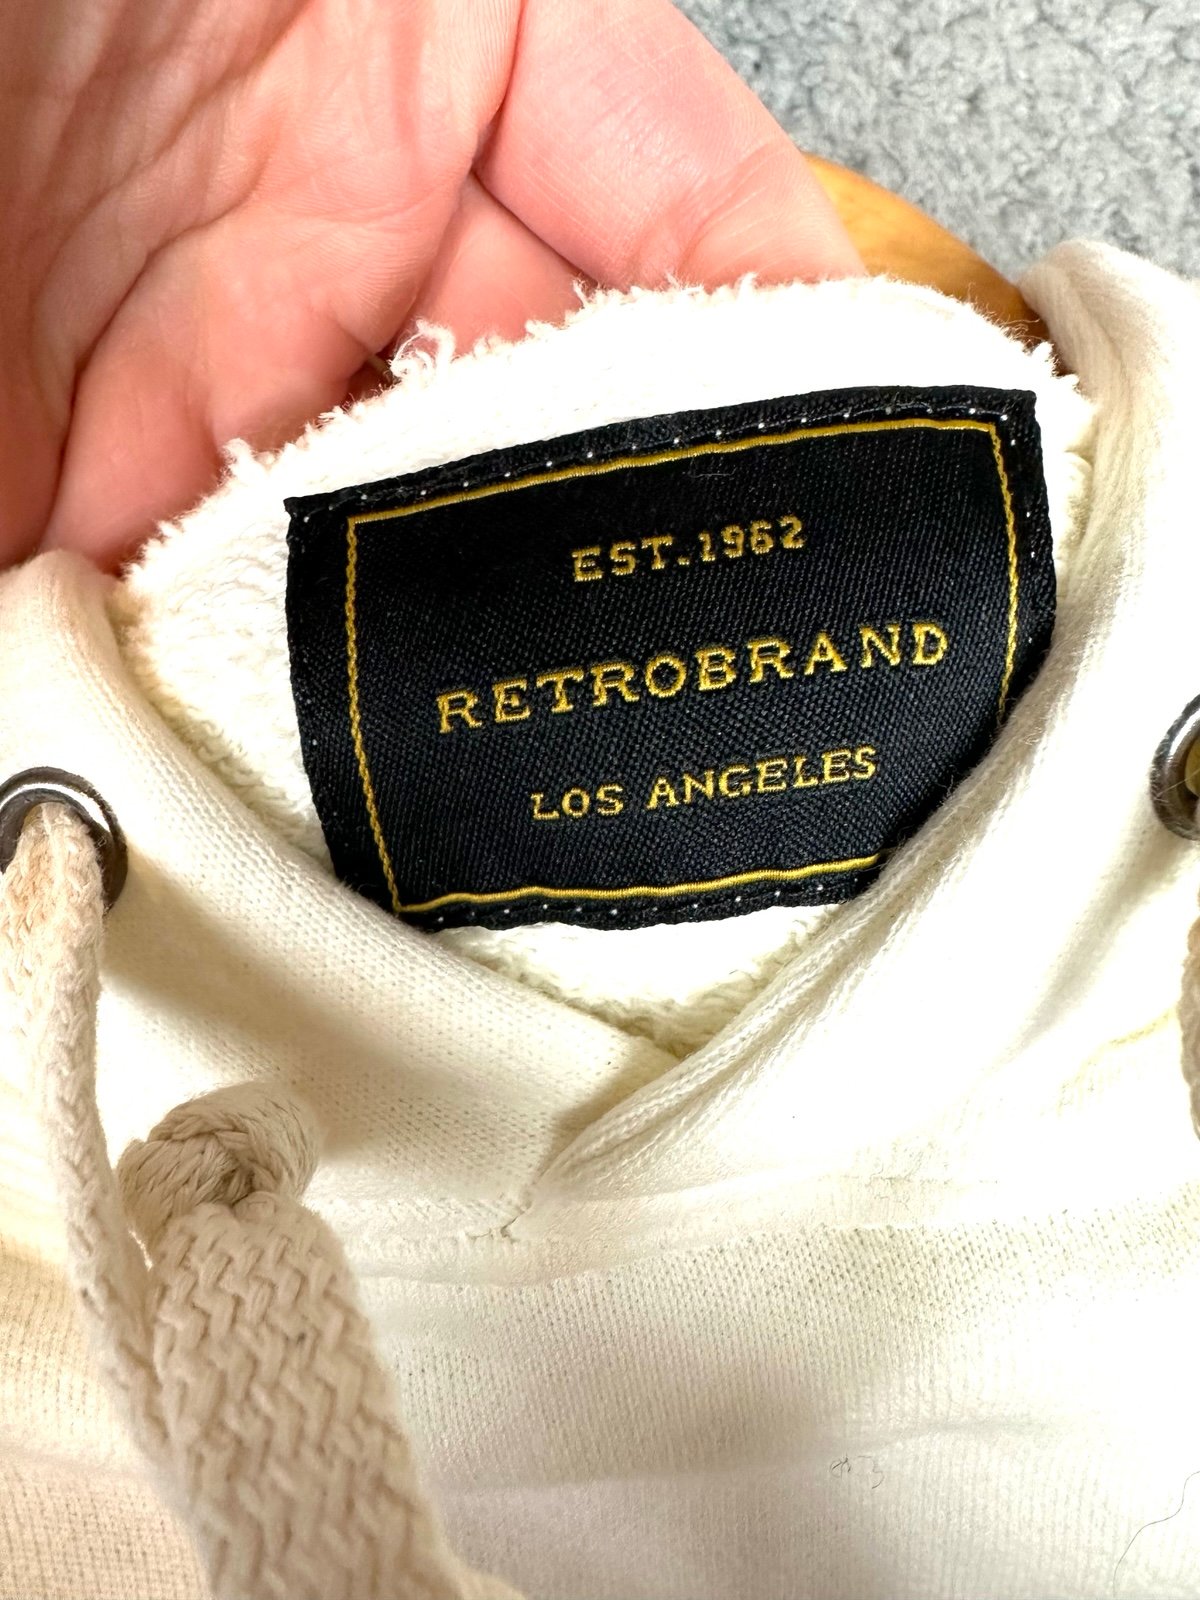 EST.1962
RETROBRAND
LOS ANGELES